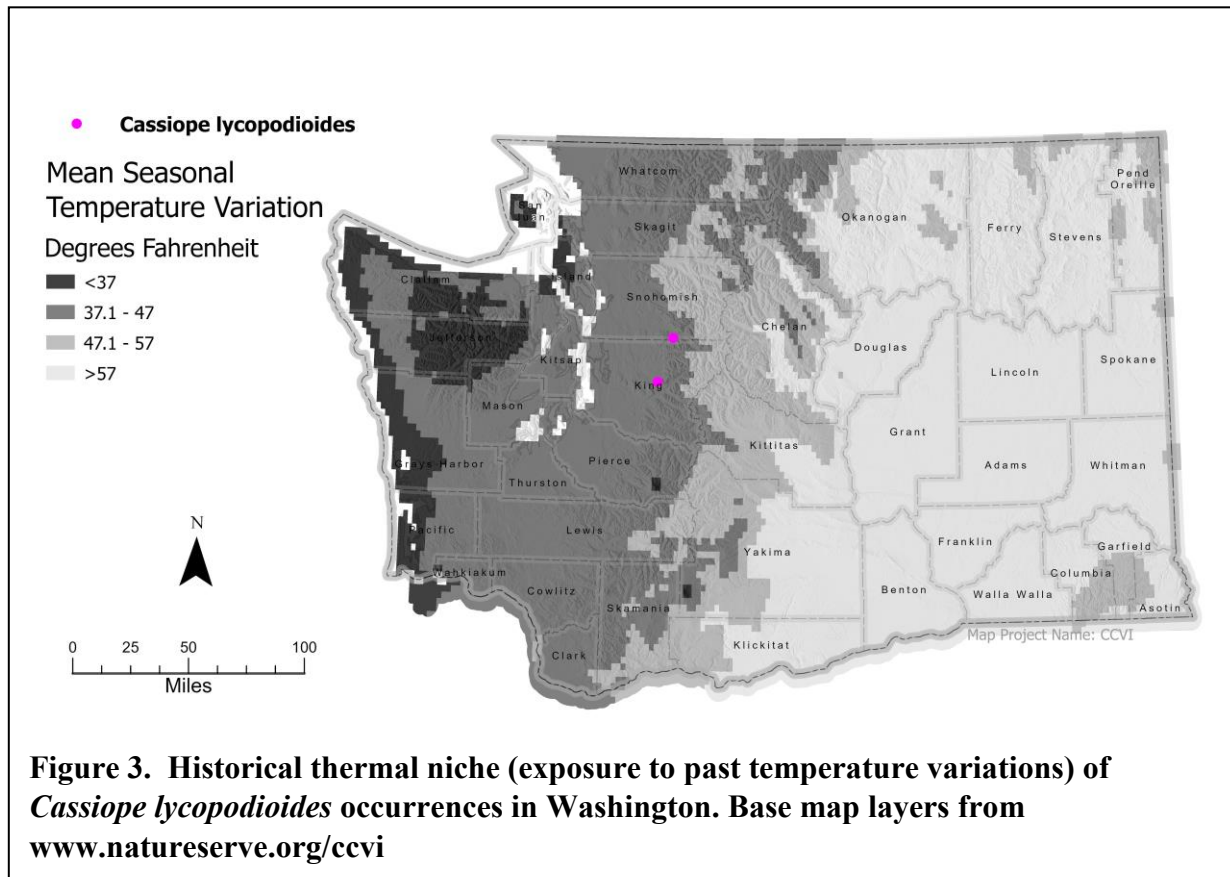 Cassiope lycopodioides
Mean Seasonal
Temperature Variation
Degrees Fahrenheit
<37
37.1 - 47
47.1 - 57
>57
Whatcom
San
Juan
Skagit
Okanogan
Ferry
Stevens
Pend
Oreille
Clallam
Island
Snohomish
Chelan
Jefferson
Kitsap
King
Douglas
Lincoln
Spokane
Mason
Grant
Kittitas
Grays Harbor
Pierce
Thurston
Adams
Whitman
Pacific
Lewis
Yakima
Franklin
Garfield
Wahkiakum
Cowlitz
Skamania
Benton
Walla Walla
Columbia
Asotin
Clark
Klickitat
Map Project Name: CCVI
N
0 25 50 100
Miles
Figure 3. Historical thermal niche (exposure to past temperature variations) of
Cassiope lycopodioides occurrences in Washington. Base map layers from
www.natureserve.org/ccvi